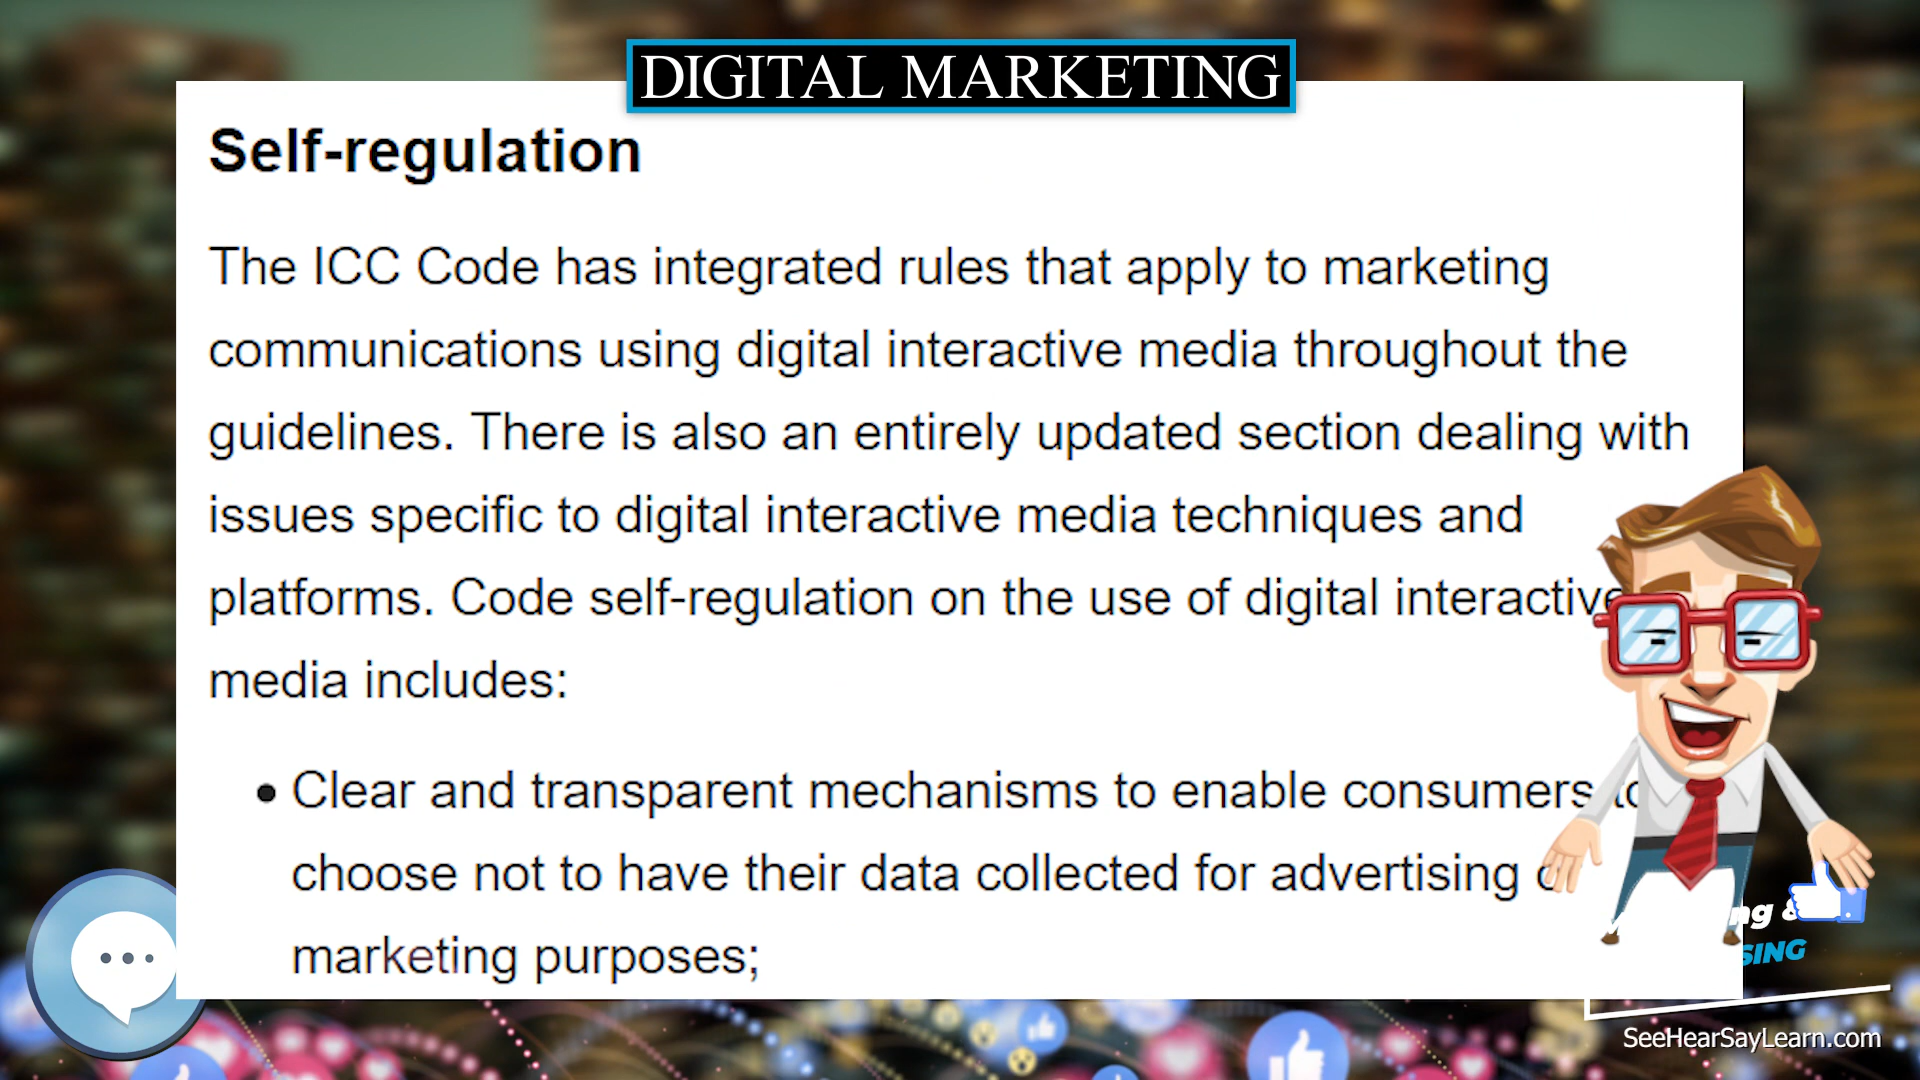 DIGITAL MARKETING
Self-regulation
The ICC Code has integrated rules that apply to marketing
communications using digital interactive media throughout the
guidelines. There is also an entirely updated section dealing with
issues specific to digital interactive media techniques and
platforms. Code self-regulation on the use of digital interactive
media includes:
• Clear and transparent mechanisms to enable consumers to
choose not to have their data collected for advertising
marketing purposes;
SeeHearSayLearn.com